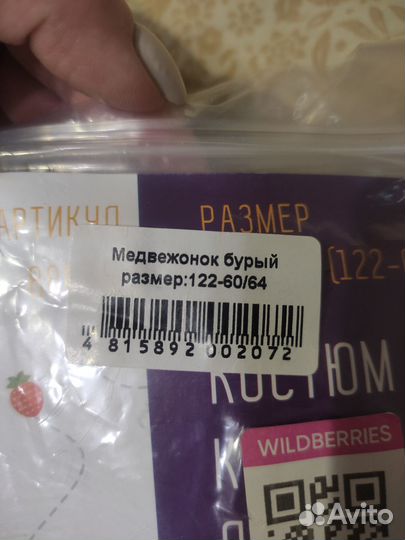 АРТИКУЛ
РАЗМЕР
Медвежонок бурый
размер:122-60/64
(122-
4 815892 002072
КОСТЮМ
WILDBERRIES
Avito